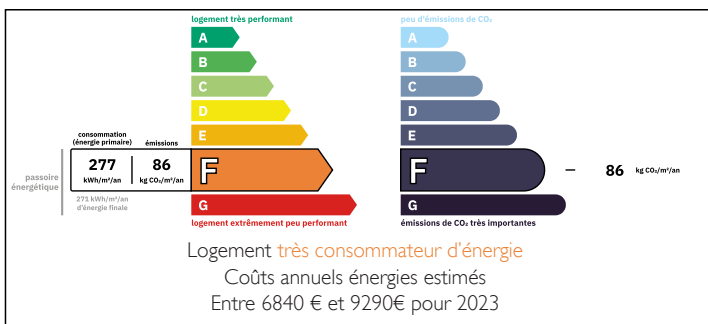 logement très performant
A
B
C
D
E
consommation
(énergie primaire)
émissions
277
kWh/m²/an
86
kg CO₂/m²/an
F
passoire
énergétique
271 kWh/m²/an
d'énergie finale
G
logement extrêmement peu performant
peu d'émissions de CO₂
A
B
C
D
E
F
86 kg CO₂/m²/an
G
émissions de CO₂ très importantes
Logement très consommateur d'énergie
Coûts annuels énergies estimés
Entre 6840 € et 9290€ pour 2023